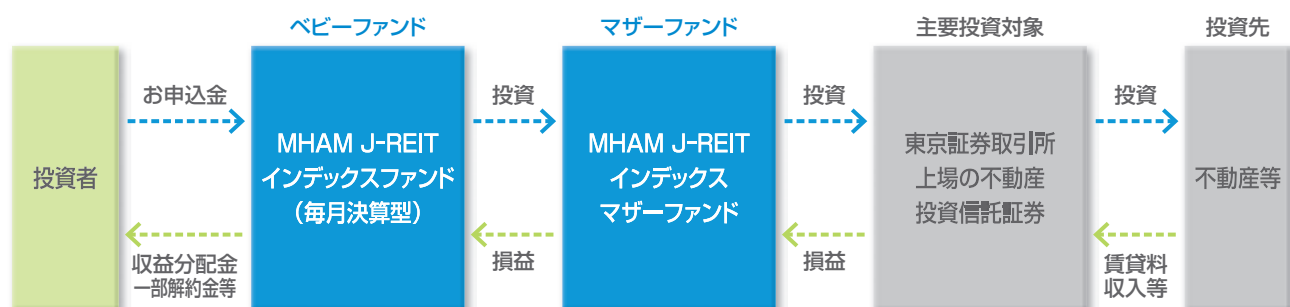 ベビーファンド
マザーファンド
主要投資対象
投資先
投資者
お申込金
収益分配金
一部解約金等
MHAM J-REIT
インデックスファンド
（毎月決算型）
投資
損益
MHAM J-REIT
インデックス
マザーファンド
投資
損益
東京証券取引所
上場の不動産
投資信託証券
投資
賃貸料
収入等
不動産等